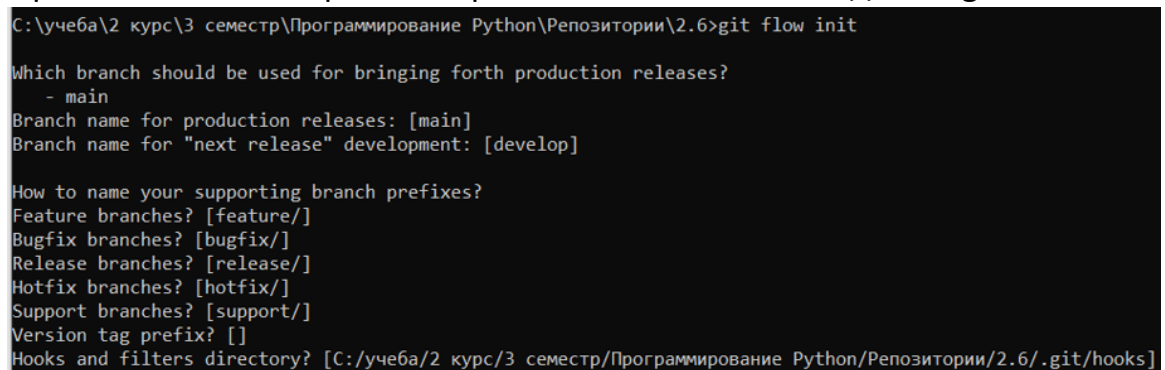 C:\учеба\2 курс\3 семестр\Программирование Python\Репозитории\2.6>git flow init
Which branch should be used for bringing forth production releases?
- main
Branch name for production releases: [main]
Branch name for "next release" development: [develop]
How to name your supporting branch prefixes?
Feature branches? [feature/]
Bugfix branches? [bugfix/]
Release branches? [release/]
Hotfix branches? [hotfix/]
Support branches? [support/]
Version tag prefix? []
Hooks and filters directory? [C:/учеба/2 курс/3 семестр/Программирование Python/Репозитории/2.6/.git/hooks]